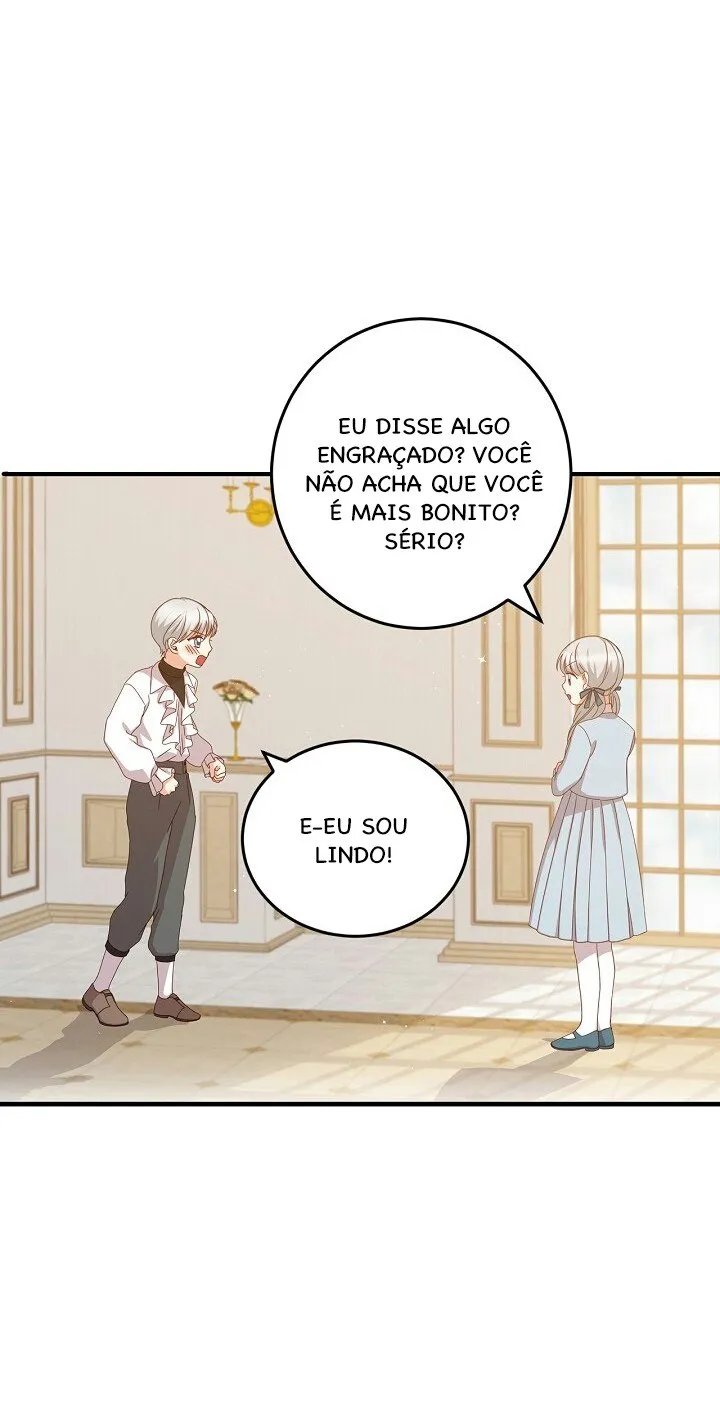 EU DISSE ALGO
ENGRAÇADO? VOCÊ
NÃO ACHA QUE VOCÊ
É MAIS BONITO?
SÉRIO?
E-EU SOU
LINDO!